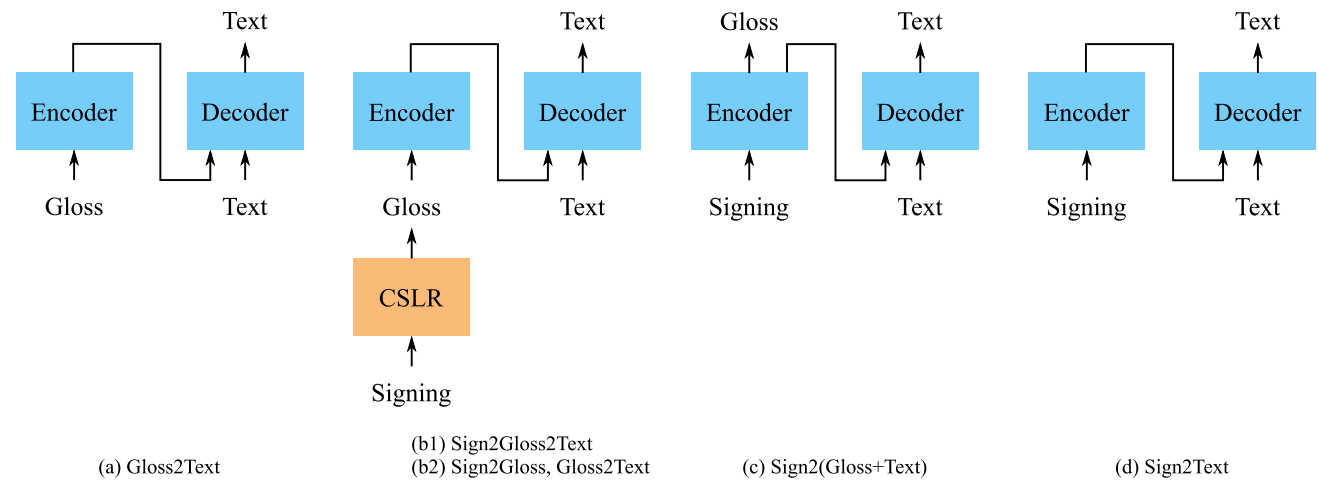 Text
Text
Gloss
Text
Text
Encoder
Decoder
Encoder
Decoder
Encoder
Decoder
Encoder
Decoder
Gloss
Text
Gloss
Text
Signing
Text
Signing
Text
CSLR
Signing
(a) Gloss2Text
(b1) Sign2Gloss2Text
(b2) Sign2Gloss, Gloss2Text
(c) Sign2(Gloss+Text)
(d) Sign2Text